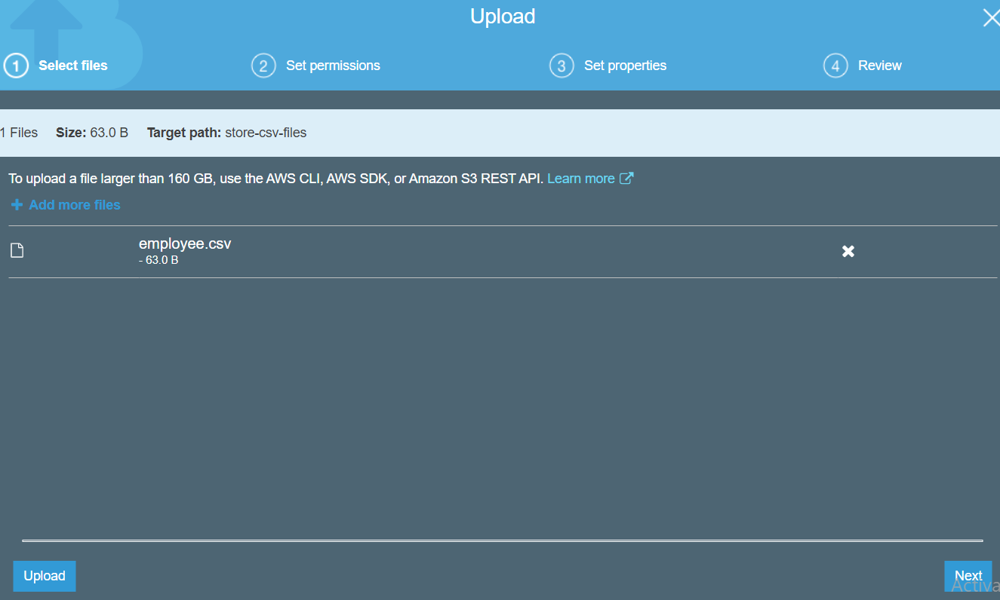 Upload
1 Select files
2 Set permissions
3 Set properties
4 Review
1 Files Size: 63.0 B Target path: store-csv-files
To upload a file larger than 160 GB, use the AWS CLI, AWS SDK, or Amazon S3 REST API. Learn more
Add more files
employee.csv
- 63.0 B
Upload
Next
Activa